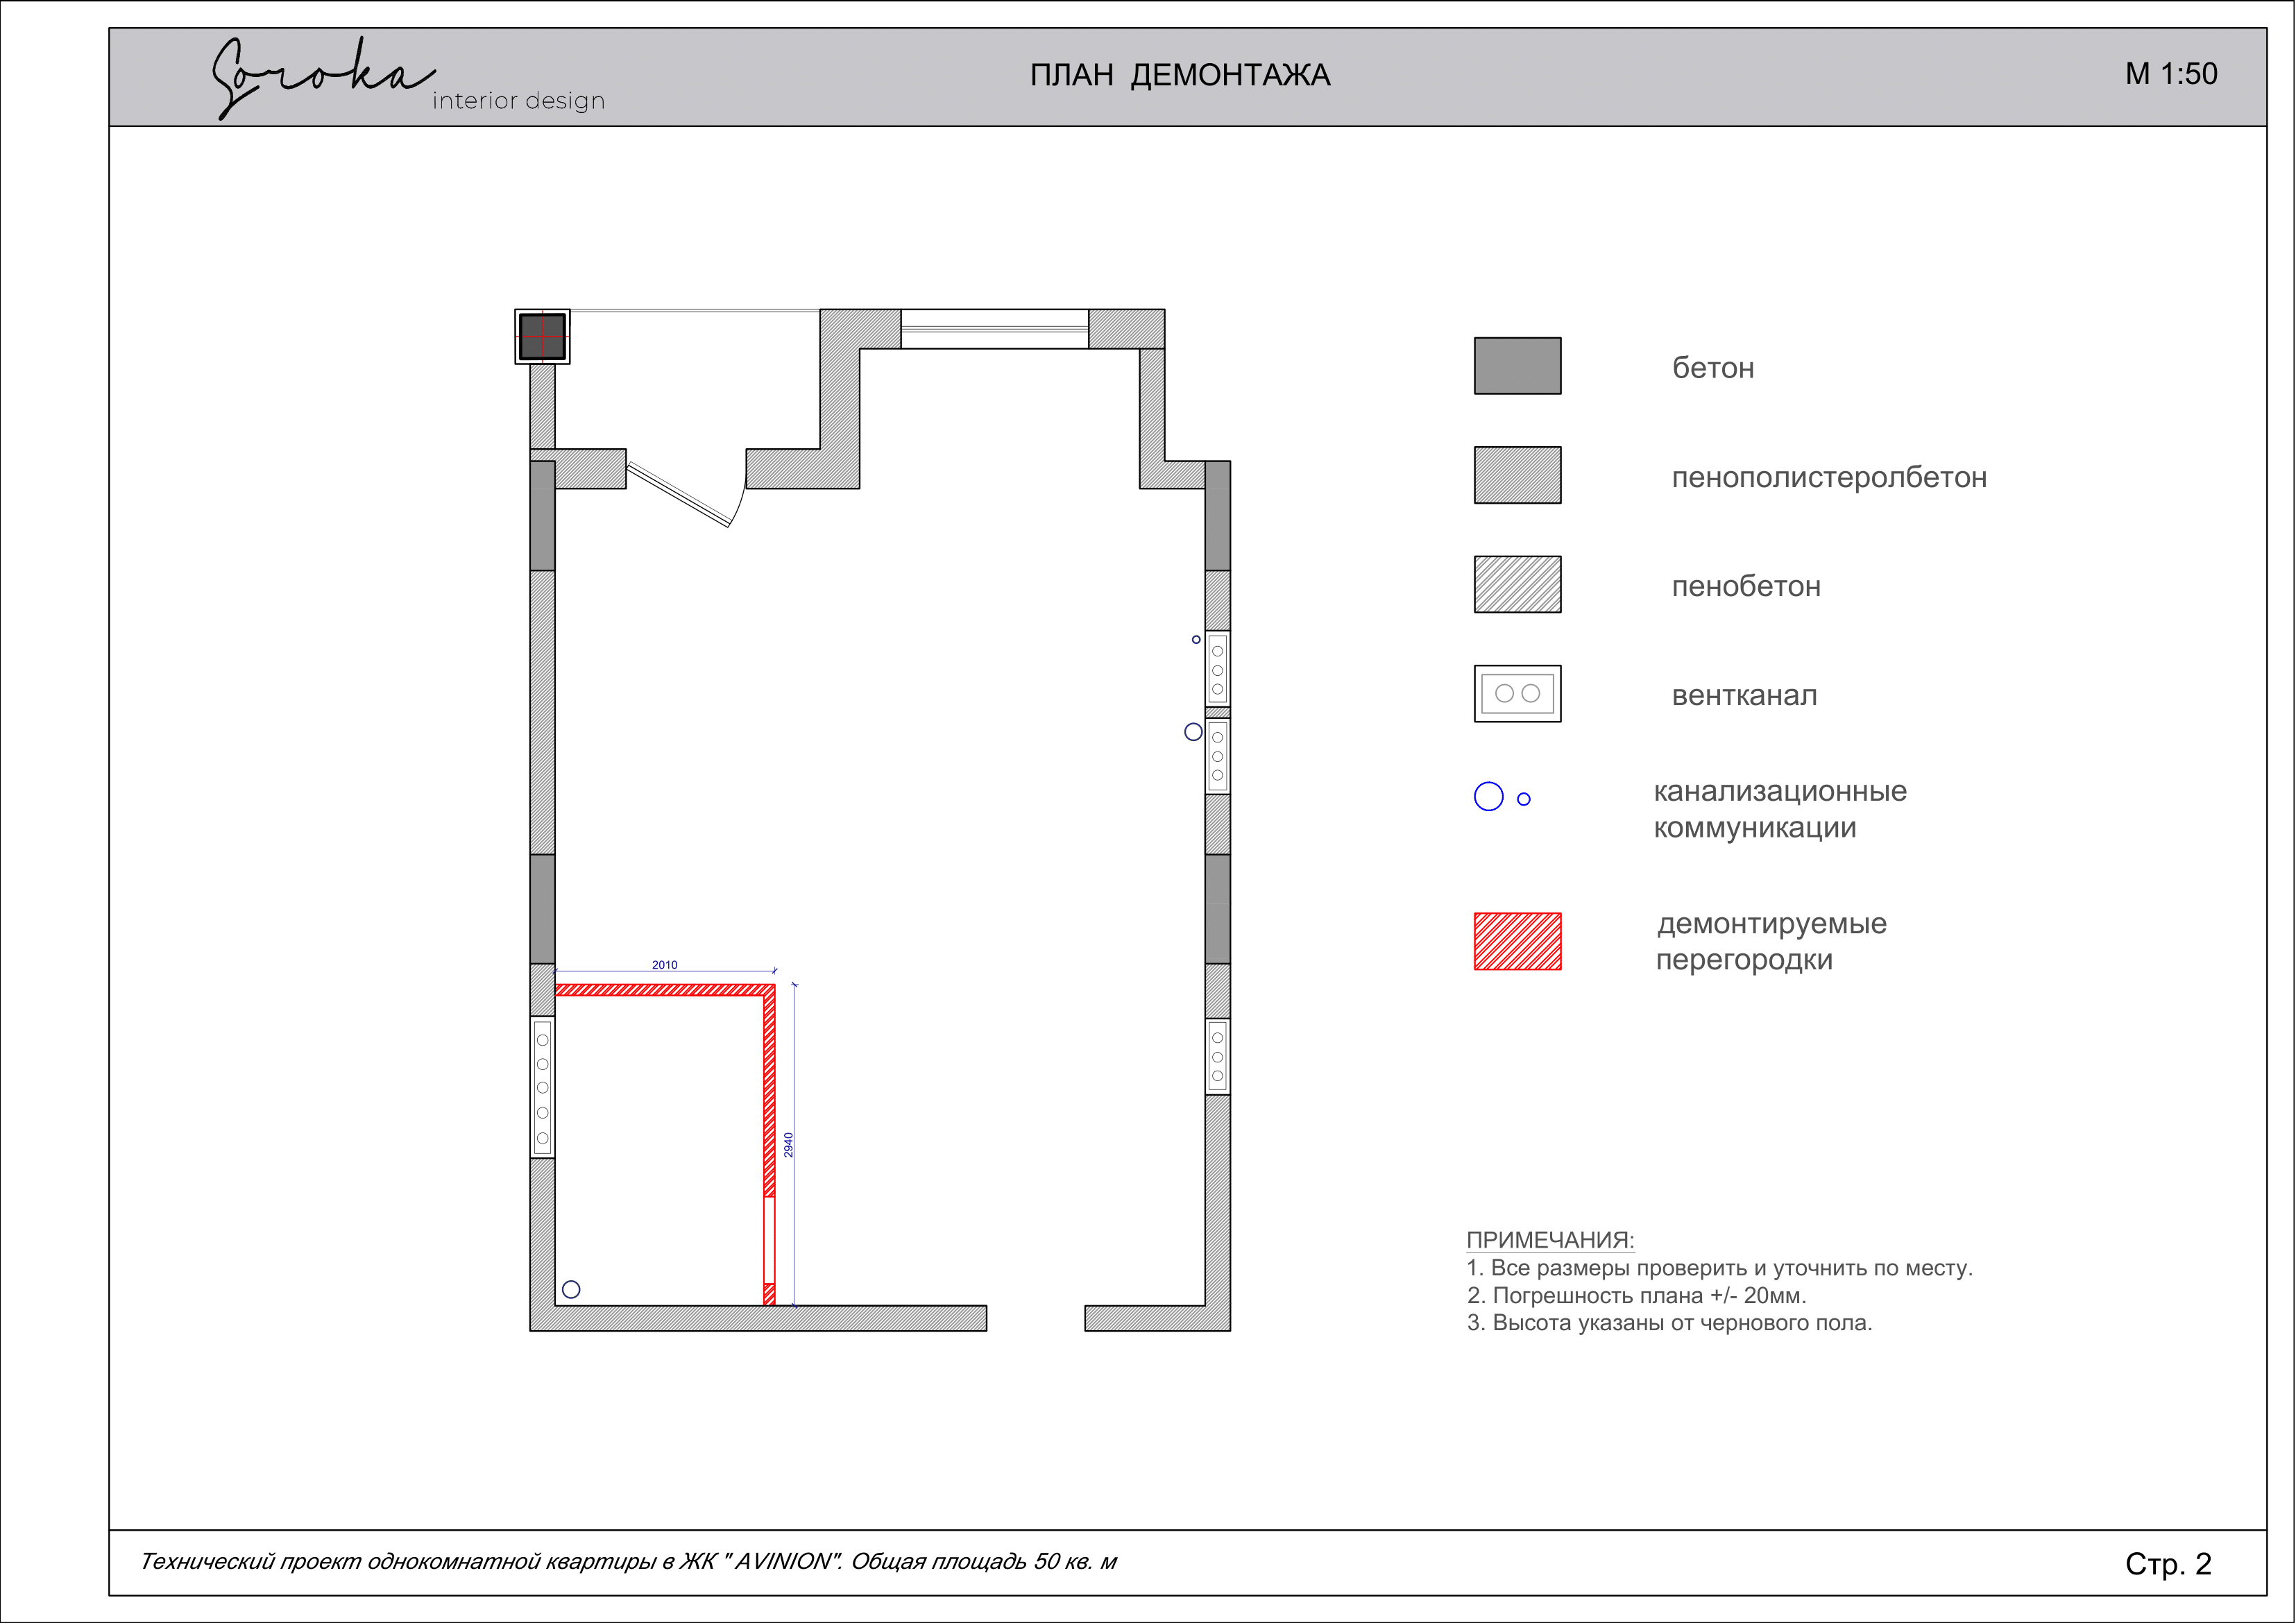 Soroka
interior design
ПЛАН ДЕМОНТАЖА
М 1:50
бетон
пенополистеролбетон
пенобетон
вентканал
канализационные
коммуникации
демонтируемые
перегородки
2010
2940
ПРИМЕЧАНИЯ:
1. Все размеры проверить и уточнить по месту.
2. Погрешность плана +/- 20мм.
3. Высота указаны от чернового пола.
Технический проект однокомнатной квартиры в ЖК " AVINION". Общая площадь 50 кв. м
Стр. 2